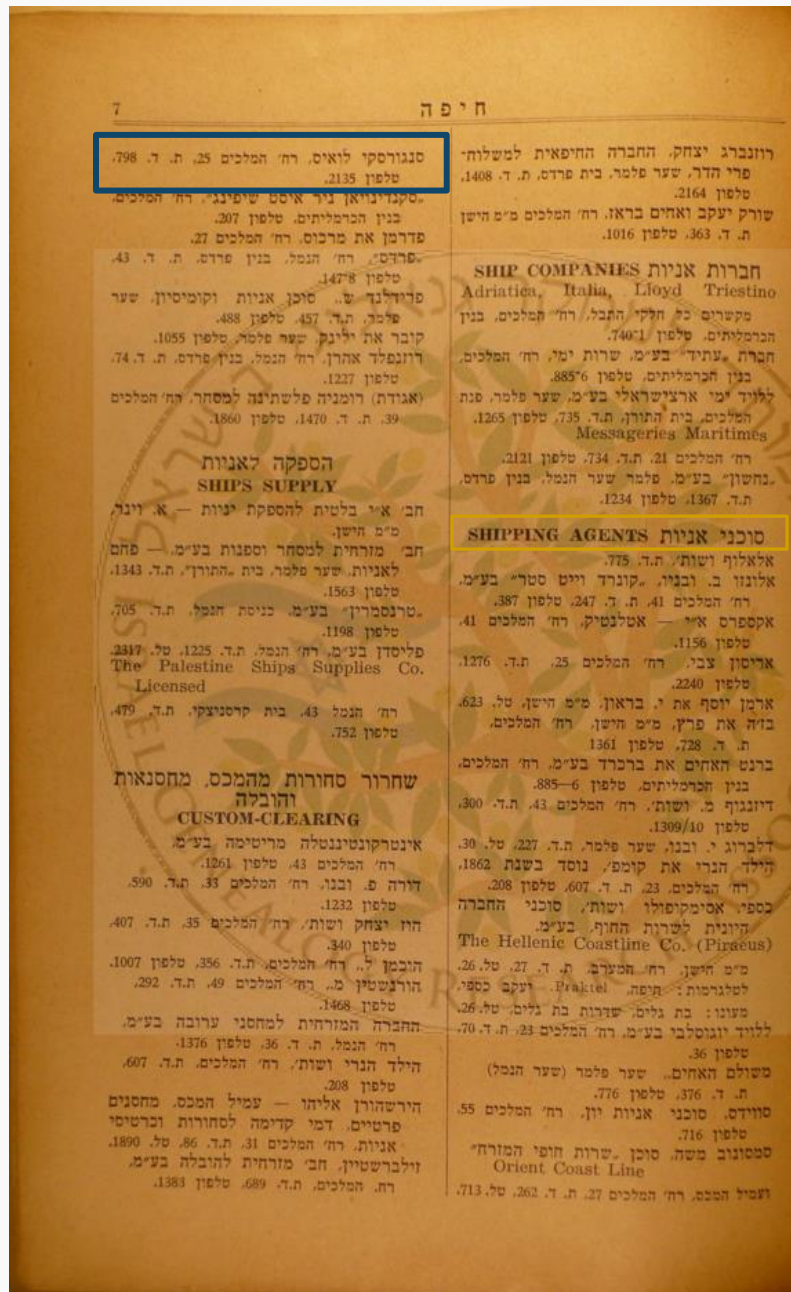 חיפה
7
רוזנברג יצחק, החברה החיפאית למשלוח־
פרי הדר, שער פלמר, בית פרדס, ת. ד. 1408,
טלפון 2164.
שורק יעקב ואחים בראז, רח׳ המלכים מ״מ הישן
ת. ד. 363, טלפון 1016.
חברות אניות SHIP COMPANIES
Adriatica, Italia, Lloyd Triestino
מקשרים כל חלקי התבל, רח׳ המלכים, בנין
הכרמליתים, טלפון 1־740.
חברת „עתיד״ בע״מ, שרות ימי, רח׳ המלכים,
בנין הכרמליתים, טלפון 6־885.
ללויד ימי ארצישראלי בע״מ, שער פלמר, פנת
המלכים, בית התורן, ת.ד. 735, טלפון 1265.
Messageries Maritimes
רח׳ המלכים 21, ת.ד. 734, טלפון 2121.
„נחשון״ בע״מ, פלמר שער הנמל, בנין פרדס,
ת.ד. 1367, טלפון 1234.
סוכני אניות SHIPPING AGENTS
אלאלוף ושות׳, ת.ד. 775.
אלונזו ב. ובניו, „קונרד וייט סטר״ בע״מ,
רח׳ המלכים 41, ת. ד. 247, טלפון 387.
אקספרס א״י — אטלנטיק, רח׳ המלכים 41,
טלפון 1156.
אריסון צבי, רח׳ המלכים 25, ת.ד. 1276,
טלפון 2240.
ארמן יוסף את י. בראון, מ״מ הישן, טל. 623.
בז׳ה את פרץ, מ״מ הישן, רח׳ המלכים,
ת. ד. 728, טלפון 1361
ברנט האחים את ברכרד בע״מ, רח׳ המלכים,
בנין הכרמליתים, טלפון 6—885.
דיזנגוף מ. ושות׳, רח׳ המלכים 43, ת.ד. 300,
טלפון 1309/10.
דלברוג י. ובנו, שער פלמר, ת.ד. 227, טל. 30.
הילד הנרי את קומפ׳, נוסד בשנת 1862,
רח׳ המלכים, 23, ת. ד. 607, טלפון 208.
כספי, אסימקיפולו ושות׳, סוכני החברה
היונית לשרות החוף, בע״מ.
The Hellenic Coastline Co. (Piraeus)
מ״מ הישן, רח׳ המערב, ת. ד. 27, טל. 26.
לטלגרמות: חיפה, Praktel. יעקב כספי,
מעונו: בת גלים, שדרות בת גלים, טל. 26.
ללויד יוגוסלבי בע״מ, רח׳ המלכים 23, ת. ד. 70,
טלפון 36.
משולם האחים, שער פלמר (שער הנמל)
ת. ד. 376, טלפון 776.
סווידס, סוכני אניות יון, רח׳ המלכים 55,
טלפון 716.
סמסונוב משה, סוכן „שרות חופי המזרח״
Orient Coast Line
ועמיל המכס, רח׳ המלכים 27, ת. ד. 262, טל. 713.
סנגורסקי לואיס, רח׳ המלכים 25, ת. ד. 798,
טלפון 2135.
„סקנדינויאן ניר איסט שיפינג״, רח׳ המלכים,
בנין הכרמליתים, טלפון 207.
פדרמן את מרכוס, רח׳ המלכים 27.
„פרדס״, רח׳ הנמל, בנין פרדס, ת. ד. 43,
טלפון 8־147.
פרידלנד ש., סוכן אניות וקומיסיון, שער
פלמר, ת.ד. 457, טלפון 488.
קובר את ילינק, שער פלמר, טלפון 1055.
רוזנפלד אהרן, רח׳ הנמל, בנין פרדס, ת. ד. 74,
טלפון 1227.
(אגודת) רומניה פלשתינה למסחר, רח׳ המלכים
39, ת. ד. 1470, טלפון 1860.
הספקה לאניות
SHIPS SUPPLY
חב׳ א״י בלטית להספקת יניות — א. וינר,
מ״מ הישן.
חב׳ מזרחית למסחר וספנות בע״מ, — פחם
לאניות, שער פלמר, בית „התורן״, ת.ד. 1343,
טלפון 1563.
„טרנסמרין״ בע״מ, כניסת הנמל, ת.ד. 705,
טלפון 1198.
פליסדן בע״מ, רח׳ הנמל, ת.ד. 1225, טל. 2317.
The Palestine Ships Supplies Co.
Licensed
רח׳ הנמל 43, בית קרסניצקי, ת.ד. 479,
טלפון 752.
שחרור סחורות מהמכס, מחסנאות
והובלה
CUSTOM-CLEARING
אינטרקונטיננטלה מריטימה בע״מ,
רח׳ המלכים 43, טלפון 1261.
דורה פ. ובנו, רח׳ המלכים 33, ת.ד. 590,
טלפון 1232.
הוז יצחק ושות׳, רח׳ המלכים 35, ת.ד. 407,
טלפון 340.
הוכמן ל., רח׳ המלכים, ת.ד. 356, טלפון 1007.
הורנשטין מ., רח׳ המלכים 49, ת.ד. 292,
טלפון 1468.
החברה המזרחית למחסני ערובה בע״מ,
רח׳ הנמל, ת. ד. 36, טלפון 1376.
הילד הנרי ושות׳, רח׳ המלכים, ת.ד. 607,
טלפון 208.
הירשהורן אליהו — עמיל המכס, מחסנים
פרטיים, דמי קדימה לסחורות וכרטיסי
אניות, רח׳ המלכים 31, ת.ד. 86, טל. 1890.
זילברשטיין, חב׳ מזרחית להובלה בע״מ,
רח. המלכים, ת.ד. 689, טלפון 1383.